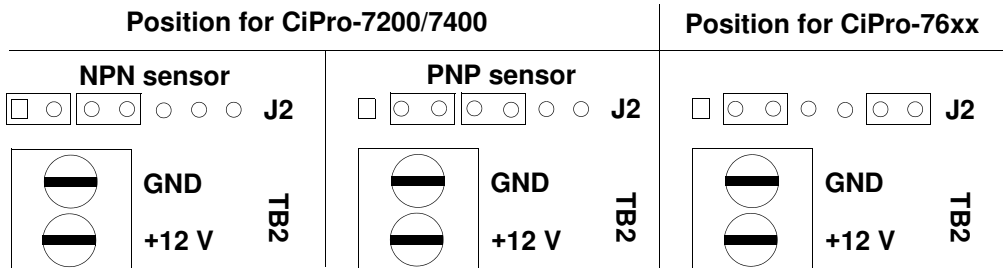 Position for CiPro-7200/7400
Position for CiPro-76xx
NPN sensor
PNP sensor
J2
J2
J2
GND
+12 V
TB2
GND
+12 V
TB2
GND
+12 V
TB2